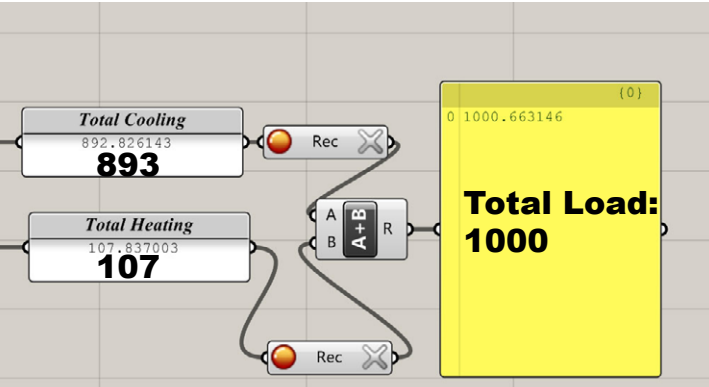 Total Cooling
892.826143
893
Rec
{0}
0 1000.663146
A
B
A+B
R
Total Load:
1000
Total Heating
107.837003
107
Rec